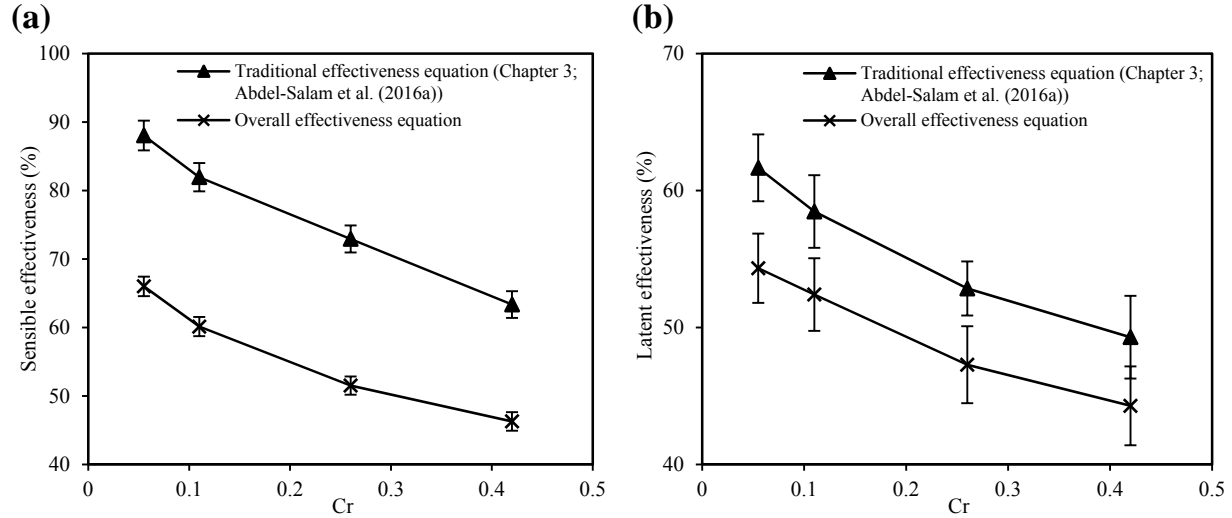 (a)
100
90
80
70
60
50
40
Sensible effectiveness (%)
Traditional effectiveness equation (Chapter 3;
Abdel-Salam et al. (2016a))
Overall effectiveness equation
0
0.1
0.2
0.3
0.4
0.5
Cr
(b)
70
60
50
40
Latent effectiveness (%)
Traditional effectiveness equation (Chapter 3;
Abdel-Salam et al. (2016a))
Overall effectiveness equation
0
0.1
0.2
0.3
0.4
0.5
Cr